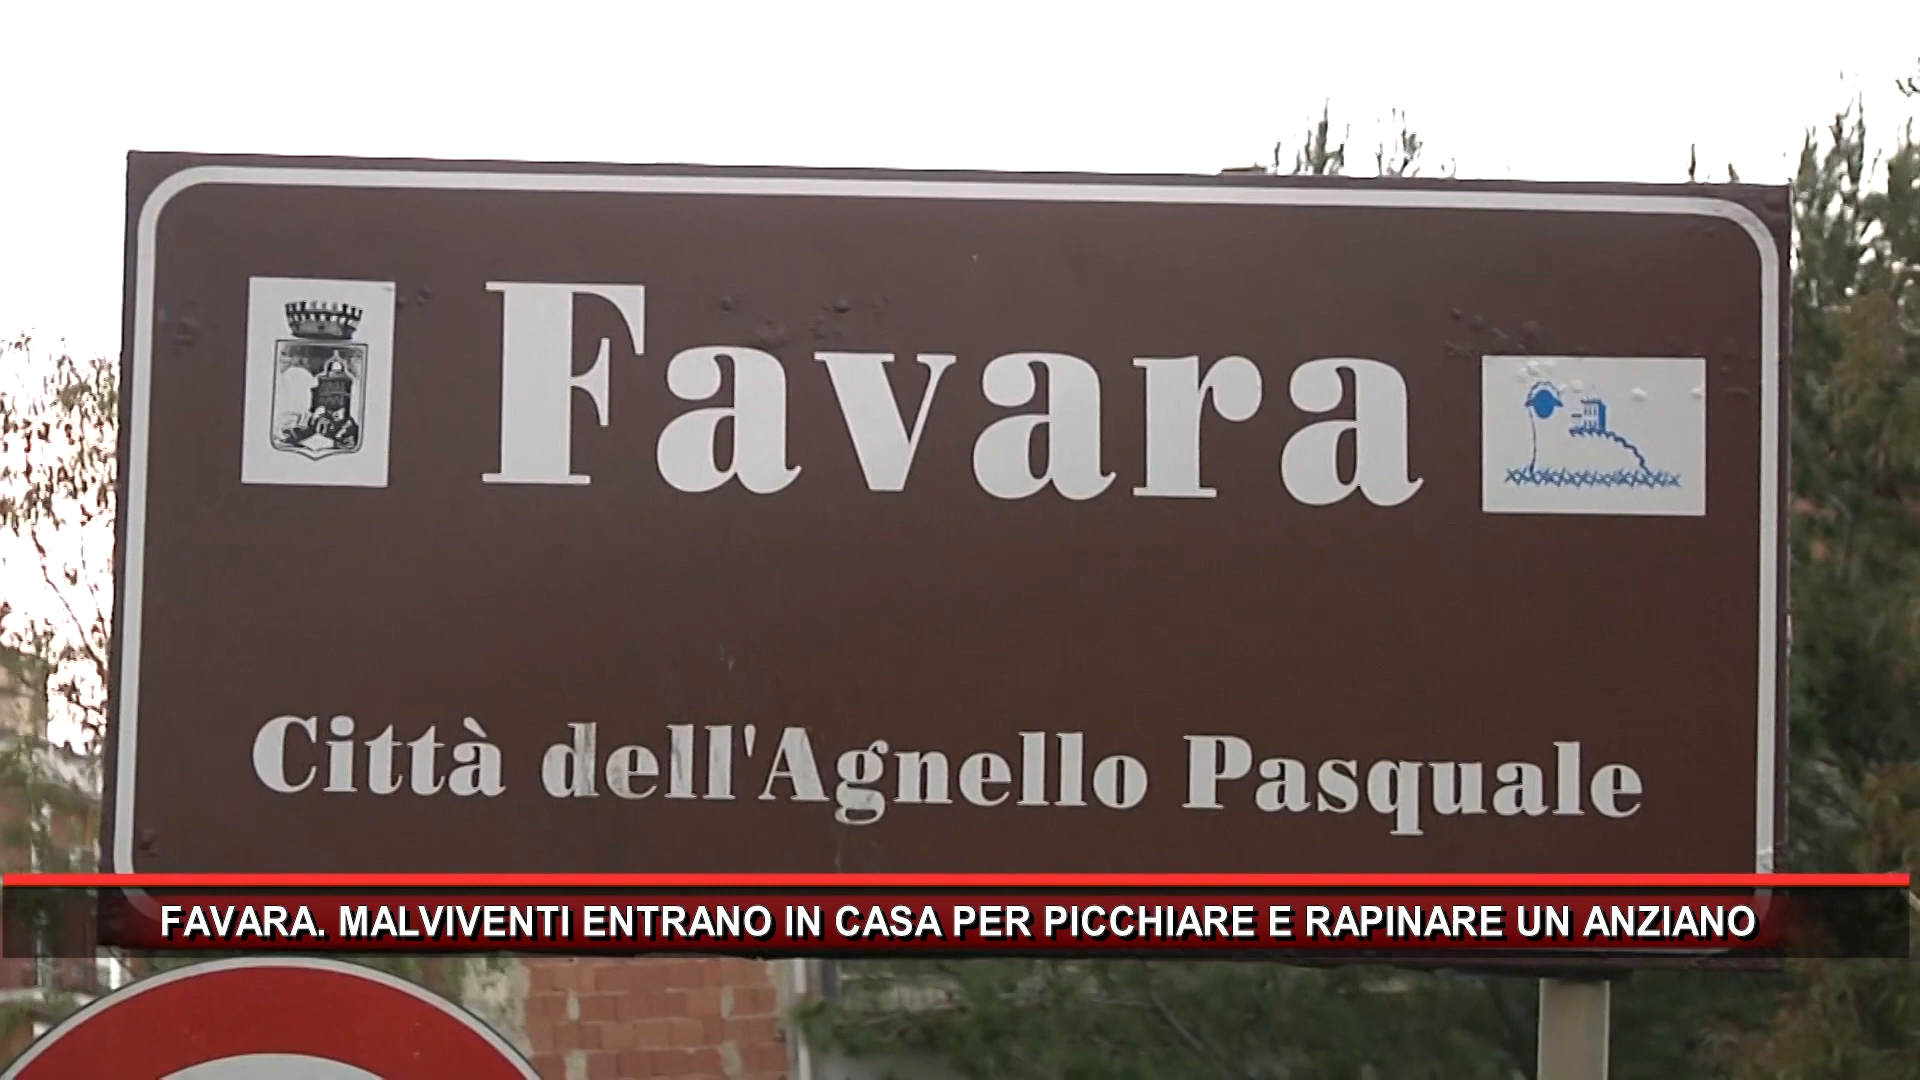 Favara
Città dell'Agnello Pasquale
FAVARA. MALVIVENTI ENTRANO IN CASA PER PICCHIARE E RAPINARE UN ANZIANO